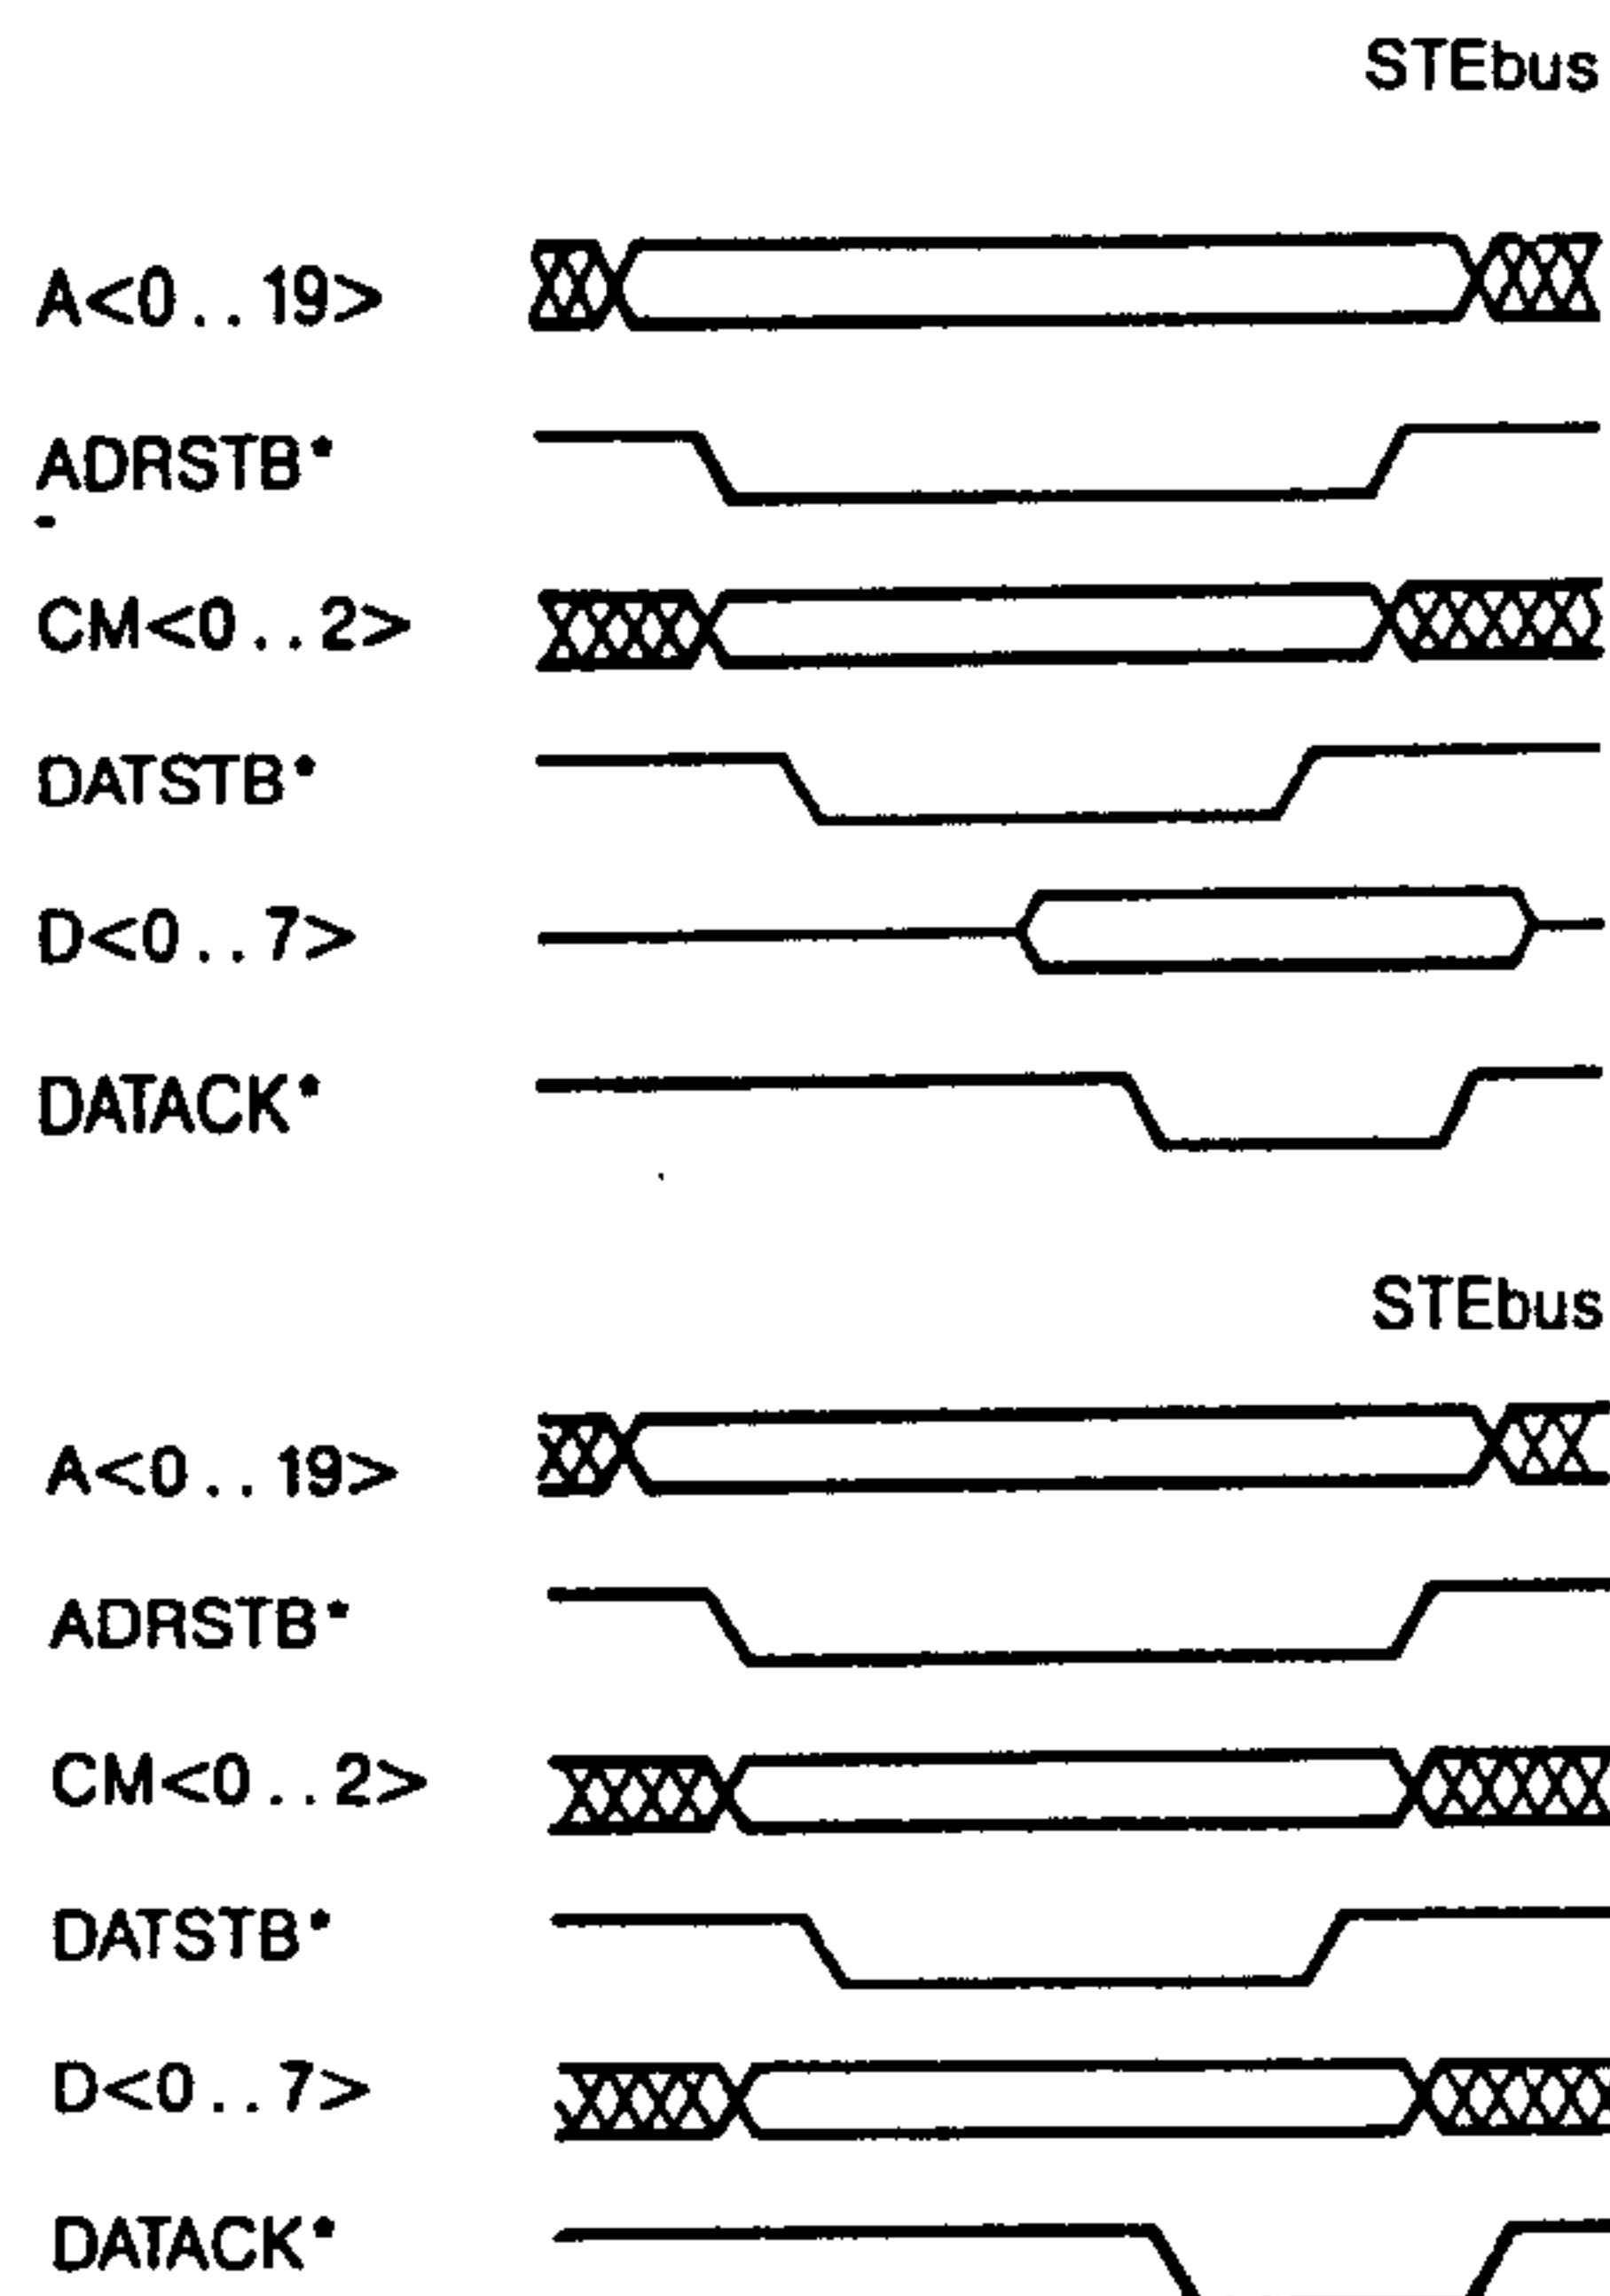 STEbus
A<0..19>
ADRSTB*
CM<0..2>
DATSTB*
D<0..7>
DATACK*
STEbus
A<0..19>
ADRSTB*
CM<0..2>
DATSTB*
D<0..7>
DATACK*